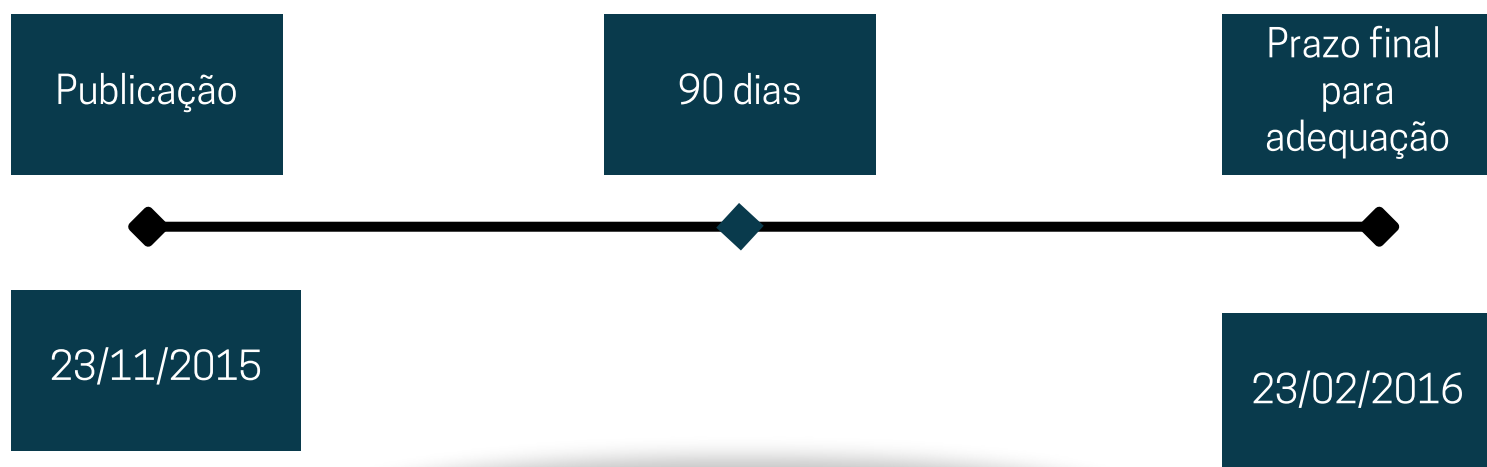 Publicação
90 dias
Prazo final
para
adequação
23/11/2015
23/02/2016